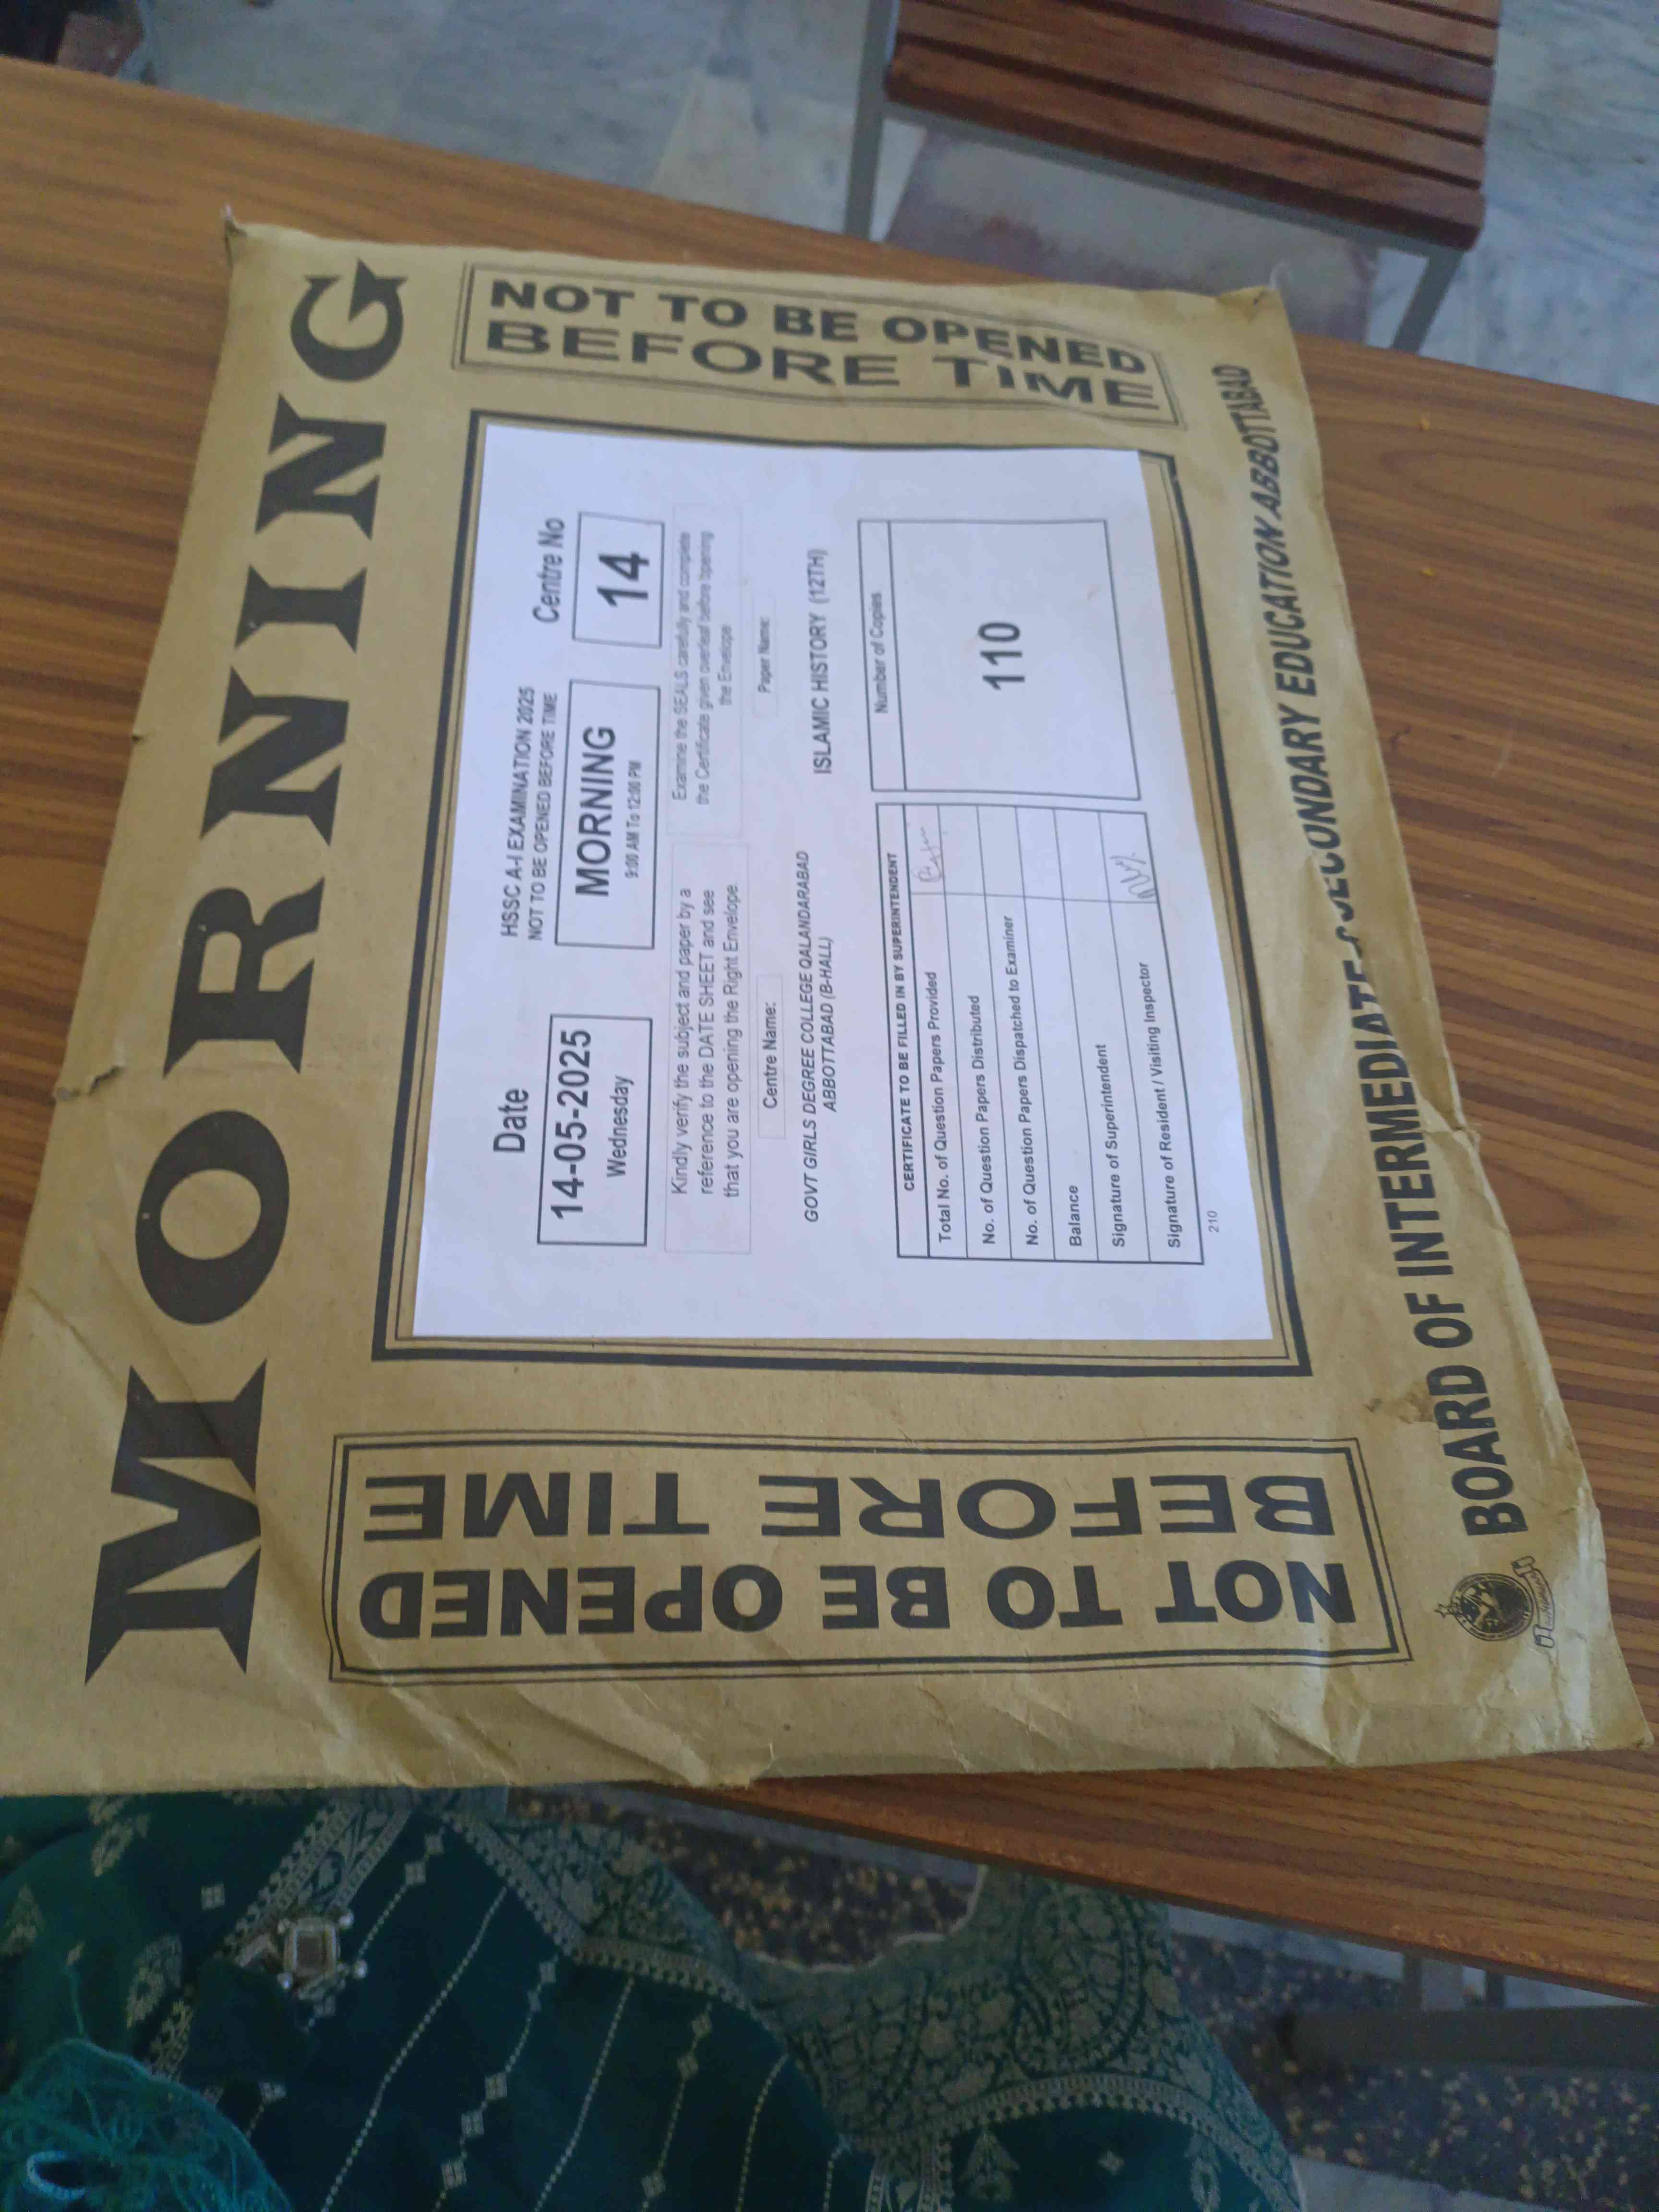 MORNING
NOT TO BE OPENED
BEFORE TIME
NOT TO BE OPENED
BEFORE TIME
HSSC A-I EXAMINATION 2025
NOT TO BE OPENED BEFORE TIME
Date
14-05-2025
Wednesday
MORNING
9:00 AM To 12:00 PM
Centre No
14
Kindly verify the subject and paper by a
reference to the DATE SHEET and see
that you are opening the Right Envelope.
Examine the SEALS carefully and complete
the Certificate given overleaf before opening
the Envelope
Centre Name:
Paper Name:
GOVT GIRLS DEGREE COLLEGE QALANDARABAD
ABBOTTABAD (B-HALL)
ISLAMIC HISTORY (12TH)
CERTIFICATE TO BE FILLED IN BY SUPERINTENDENT
Total No. of Question Papers Provided
No. of Question Papers Distributed
No. of Question Papers Dispatched to Examiner
Balance
Signature of Superintendent
Signature of Resident / Visiting Inspector
Number of Copies
110
210
BOARD OF INTERMEDIATE SECONDARY EDUCATION ABBOTTABAD